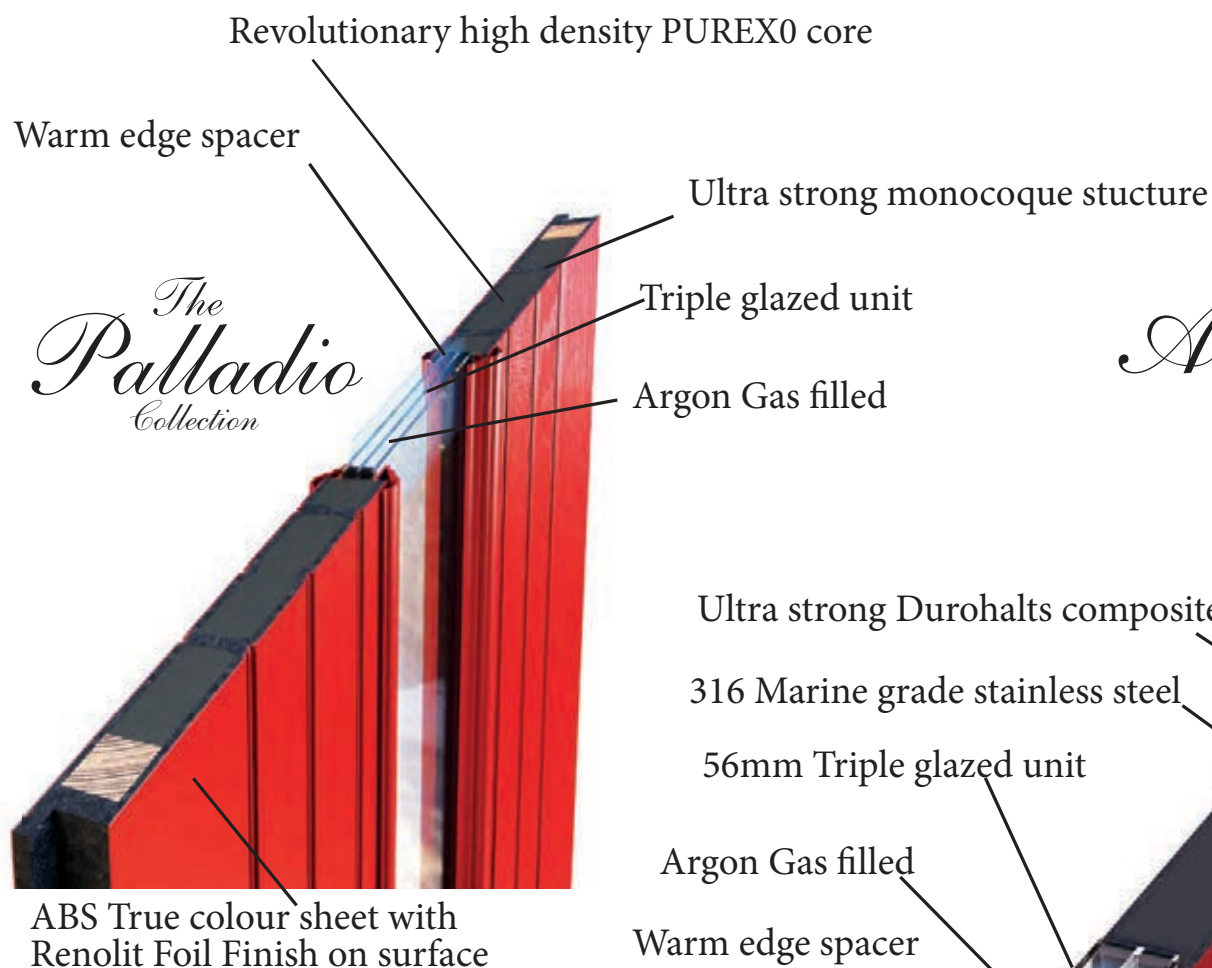 Revolutionary high density PUREX0 core
Warm edge spacer
Ultra strong monocoque stucture
The
Palladio
Collection
Triple glazed unit
Argon Gas filled
A
Ultra strong Durohalts composite
316 Marine grade stainless steel
56mm Triple glazed unit
Argon Gas filled
Warm edge spacer
ABS True colour sheet with
Renolit Foil Finish on surface